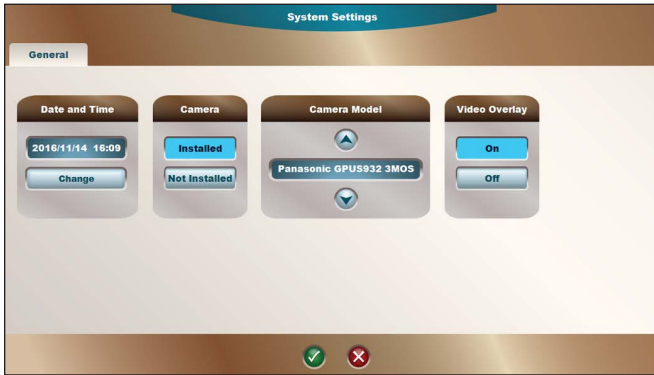 System Settings
General
Date and Time
2016/11/14 16:09
Change
Camera
Installed
Not Installed
Camera Model
Panasonic GPUS932 3MOS
Video Overlay
On
Off